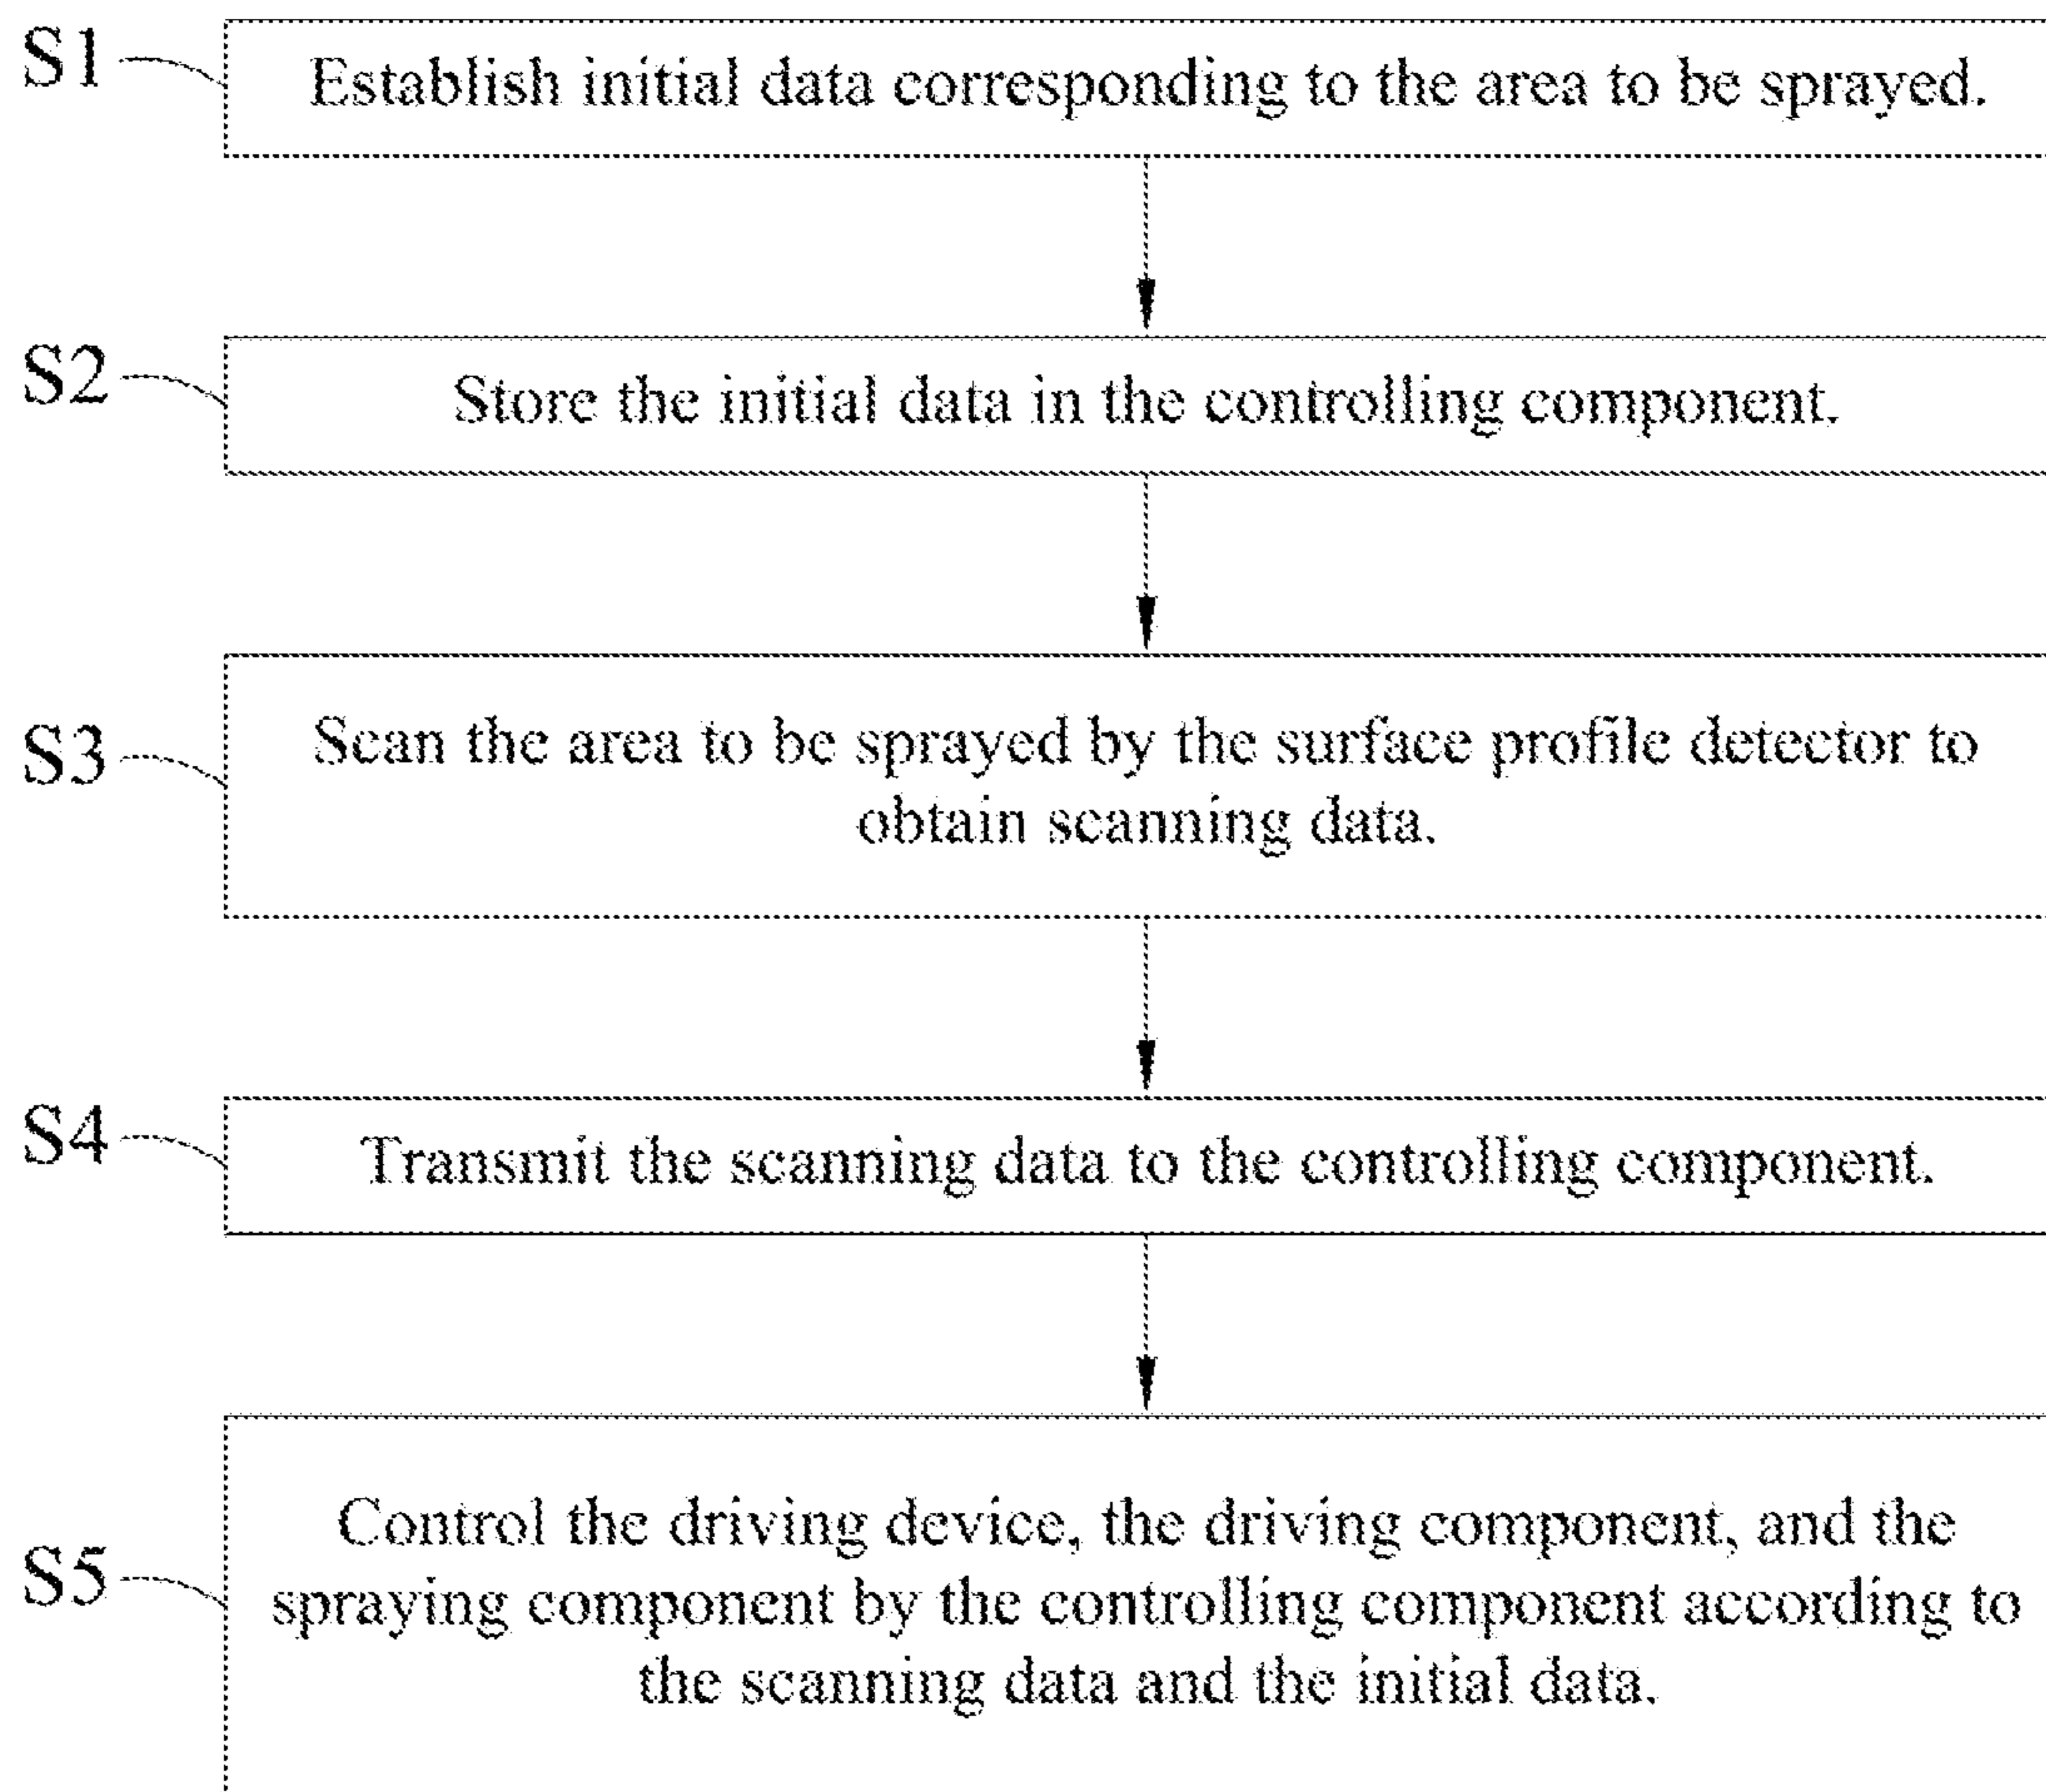 S1
Establish initial data corresponding to the area to be sprayed.
S2
Store the initial data in the controlling component.
S3
Scan the area to be sprayed by the surface profile detector to
obtain scanning data.
S4
Transmit the scanning data to the controlling component.
S5
Control the driving device, the driving component, and the
spraying component by the controlling component according to
the scanning data and the initial data.